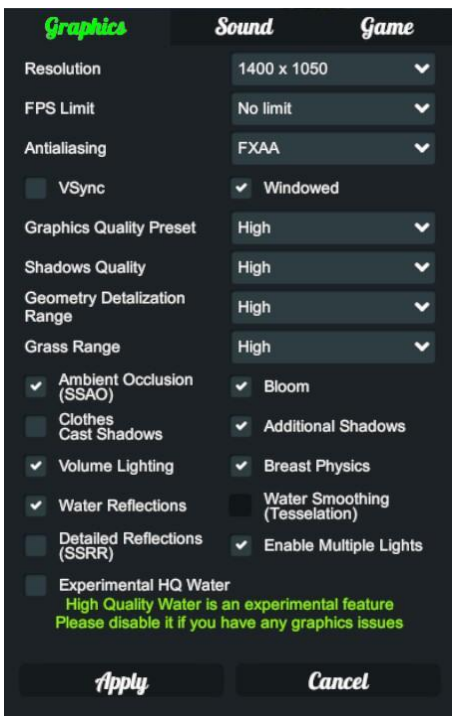 Graphics Sound Game
Resolution 1400 x 1050
FPS Limit No limit
Antialiasing FXAA
VSync Windowed
Graphics Quality Preset High
Shadows Quality High
Geometry Detalization
Range High
Grass Range High
Ambient Occlusion
(SSAO) Bloom
Clothes
Cast Shadows Additional Shadows
Volume Lighting Breast Physics
Water Reflections Water Smoothing
(Tesselation)
Detailed Reflections
(SSRR) Enable Multiple Lights
Experimental HQ Water
High Quality Water is an experimental feature
Please disable it if you have any graphics issues
Apply Cancel